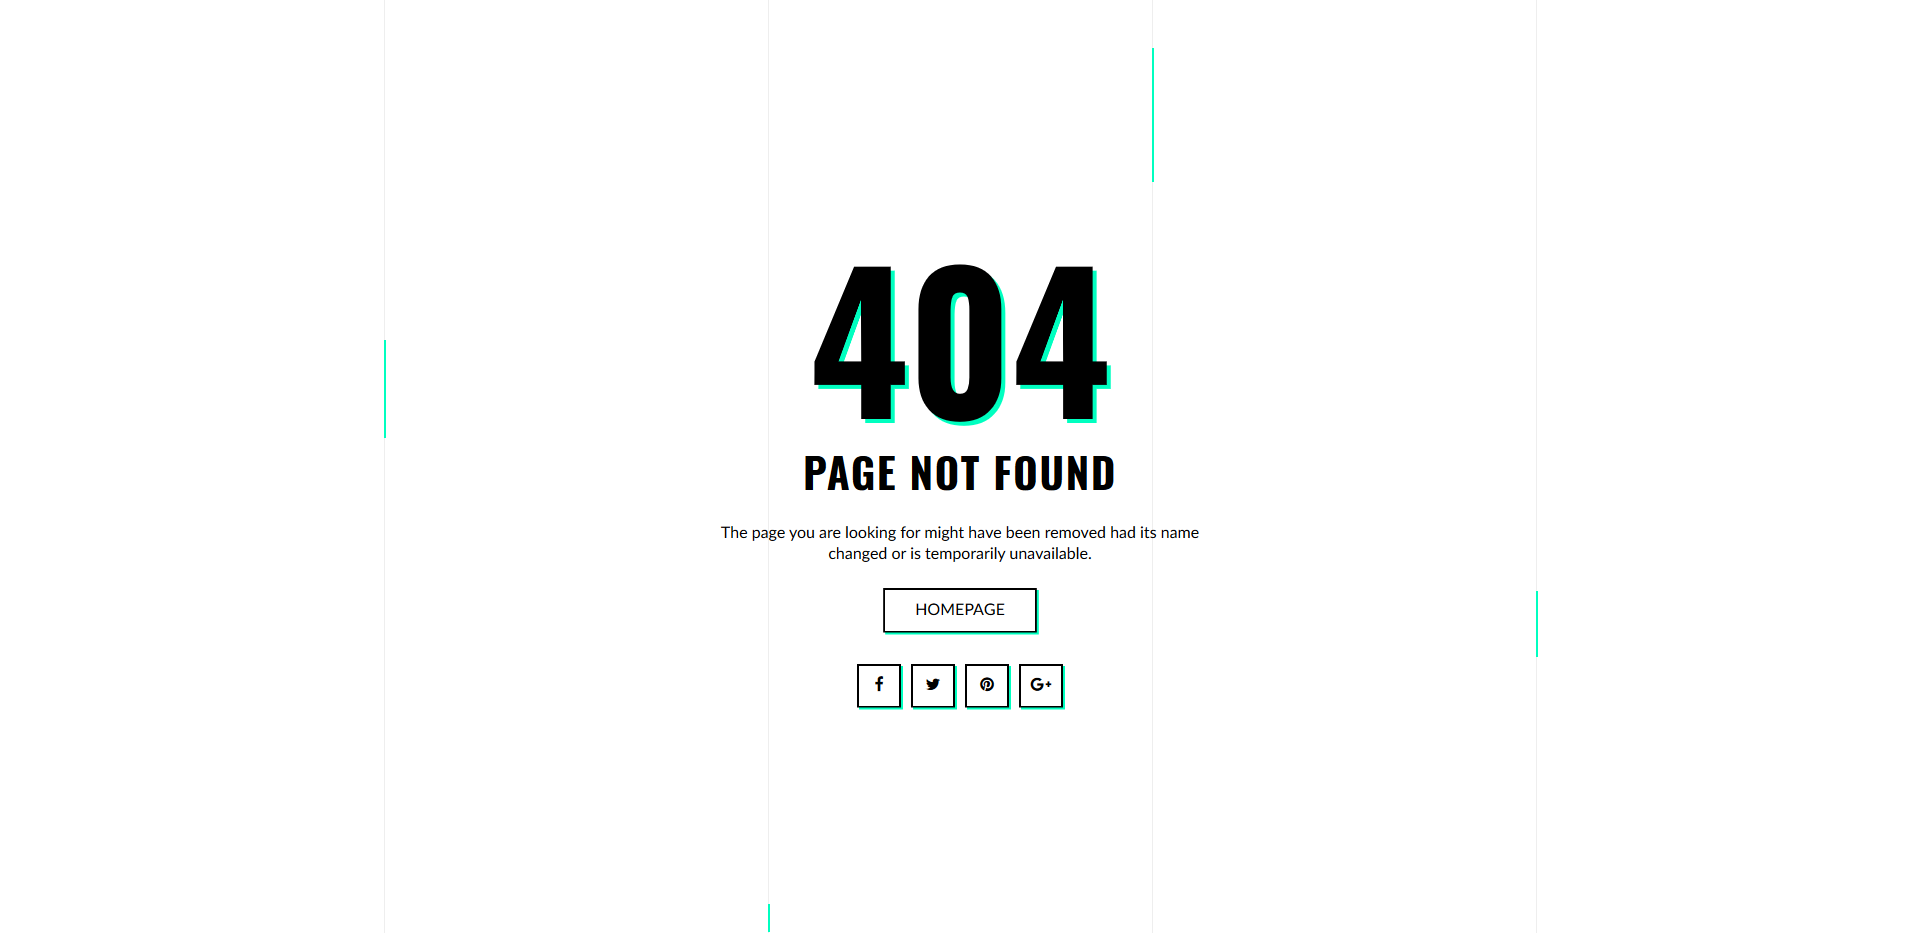 404
PAGE NOT FOUND
The page you are looking for might have been removed had its name
changed or is temporarily unavailable.
HOMEPAGE